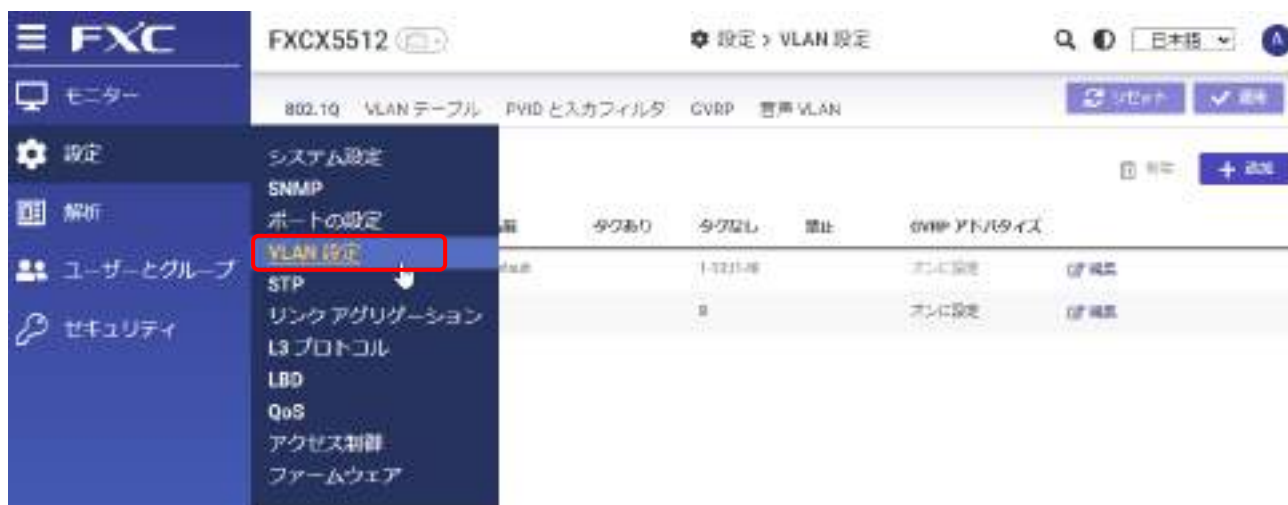 FXC
FXCX5512
設定 > VLAN 設定
日本語
A
モニター
802.1Q VLAN テーブル PVID と入力フィルタ GVRP 音声 VLAN
リセット
適用
設定
システム設定
削除
+ 追加
SNMP
解析
ポートの設定
タグあり タグなし 禁止 GVRP アドバタイズ
ユーザーとグループ
VLAN 設定
オンに設定 編集
STP
セキュリティ
リンク アグリゲーション
オンに設定 編集
L3 プロトコル
LBD
QoS
アクセス制御
ファームウェア